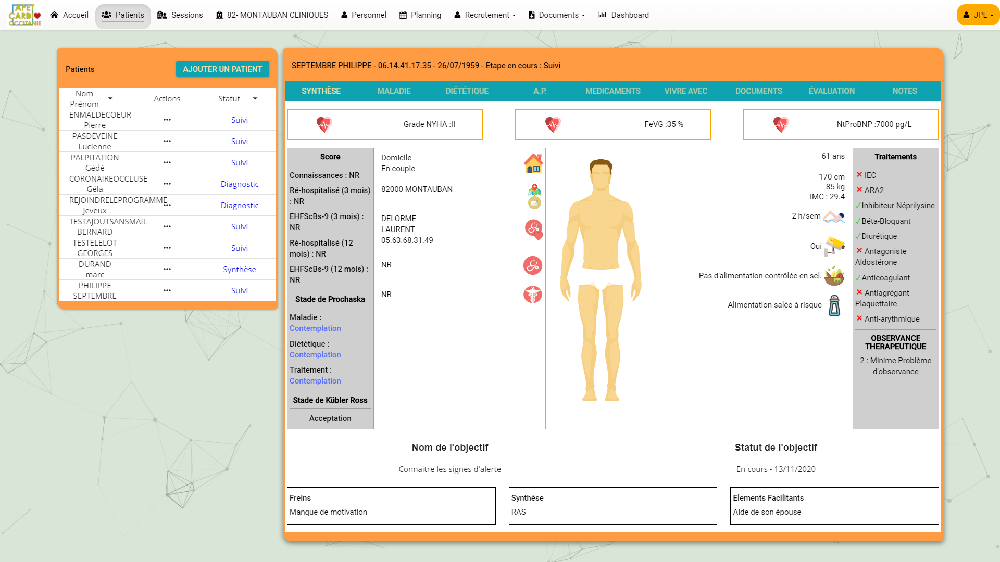 APET
CARDI
OCCITANIE
Accueil
Patients
Sessions
82- MONTAUBAN CLINIQUES
Personnel
Planning
Recrutement
Documents
Dashboard
JPL
Patients
AJOUTER UN PATIENT
Nom
Prénom
Actions
Statut
ENMALDECOEUR
Pierre
Suivi
PASDEVEINE
Lucienne
Suivi
PALPITATION
Gédé
Suivi
CORONAIREOCCLUSE
Géla
Diagnostic
REJOINDRELEPROGRAMME
Jeveux
Diagnostic
TESTAJOUTSANSMAIL
BERNARD
Suivi
TESTELELOT
GEORGES
Suivi
DURAND
marc
Synthèse
PHILIPPE
SEPTEMBRE
Suivi
SEPTEMBRE PHILIPPE - 06.14.41.17.35 - 26/07/1959 - Etape en cours : Suivi
SYNTHÈSE
MALADIE
DIÉTÉTIQUE
A.P.
MEDICAMENTS
VIVRE AVEC
DOCUMENTS
ÉVALUATION
NOTES
Grade NYHA :II
FeVG :35 %
NtProBNP :7000 pg/L
Score
Connaissances : NR
Ré-hospitalisé (3 mois)
: NR
EHFScBs-9 (3 mois) :
NR
Ré-hospitalisé (12
mois) : NR
EHFScBs-9 (12 mois) :
NR
Stade de Prochaska
Maladie :
Contemplation
Diététique :
Contemplation
Traitement :
Contemplation
Stade de Kübler Ross
Acceptation
Domicile
En couple
82000 MONTAUBAN
DELORME
LAURENT
05.63.68.31.49
NR
NR
61 ans
170 cm
85 kg
IMC : 29.4
2 h/sem
Oui
Pas d'alimentation contrôlée en sel.
Alimentation salée à risque
Traitements
IEC
ARA2
Inhibiteur Néprilysine
Béta-Bloquant
Diurétique
Antagoniste
Aldostérone
Anticoagulant
Antiagrégant
Plaquettaire
Anti-arythmique
OBSERVANCE
THERAPEUTIQUE
2 : Minime Problème
d'observance
Nom de l'objectif
Statut de l'objectif
Connaitre les signes d'alerte
En cours - 13/11/2020
Freins
Manque de motivation
Synthèse
RAS
Elements Facilitants
Aide de son épouse